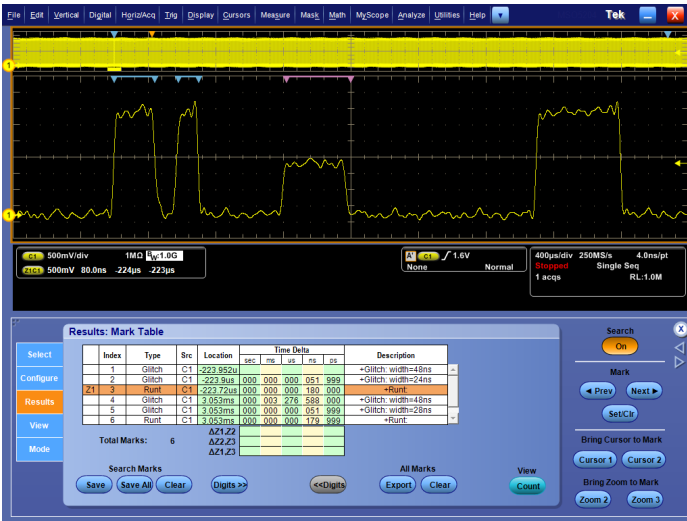 File Edit Vertical Digital Horiz/Acq Trig Display Cursors Measure Mask Math MyScope Analyze Utilities Help Tek X
1
1
C1 500mV/div 1MΩ BW:1.0G
Z1C1 500mV 80.0ns -224µs -223µs
A' C1 1.6V
None Normal
400µs/div 250MS/s 4.0ns/pt
Stopped Single Seq
1 acqs RL:1.0M
X
Results: Mark Table
Search
On
Select
Configure
Results
View
Mode
Index Type Src Location Time Delta Description
sec ms us ns ps
1 Glitch C1 -223.952u +Glitch: width=48ns
2 Glitch C1 -223.9us 000 000 000 051 999 +Glitch: width=24ns
Z1 3 Runt C1 -223.72us 000 000 000 180 000 +Runt:
4 Glitch C1 3.053ms 000 003 276 588 000 +Glitch: width=48ns
5 Glitch C1 3.053ms 000 000 000 051 999 +Glitch: width=28ns
6 Runt C1 3.053ms 000 000 000 179 999 +Runt:
Total Marks: 6
ΔZ1.Z2
ΔZ2.Z3
ΔZ1.Z3
Mark
Prev Next
Set/Clr
Bring Cursor to Mark
Cursor 1 Cursor 2
Bring Zoom to Mark
Zoom 2 Zoom 3
Search Marks
Save Save All Clear Digits >> <<Digits
All Marks
Export Clear
View
Count